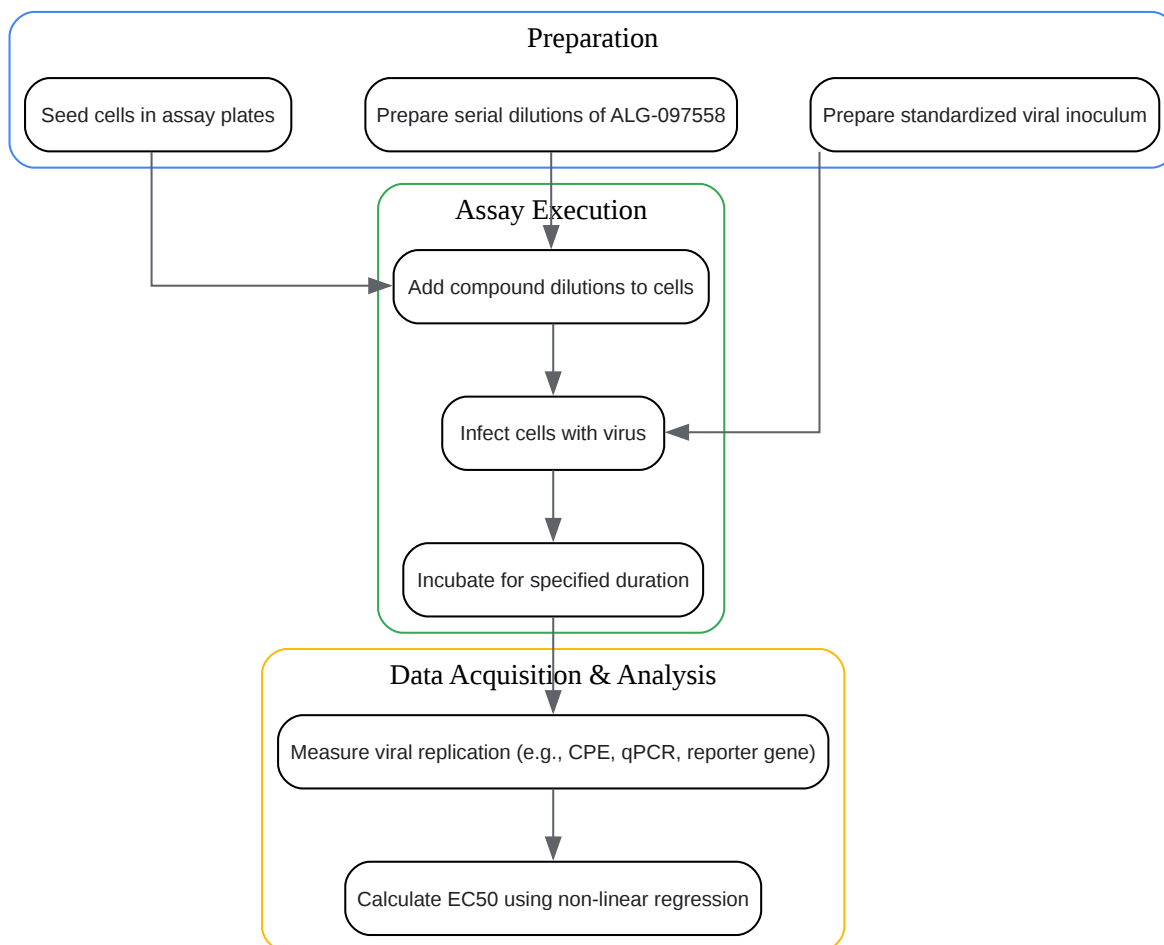 Preparation
Seed cells in assay plates
Prepare serial dilutions of ALG-097558
Prepare standardized viral inoculum
Assay Execution
Add compound dilutions to cells
Infect cells with virus
Incubate for specified duration
Data Acquisition & Analysis
Measure viral replication (e.g., CPE, qPCR, reporter gene)
Calculate EC50 using non-linear regression